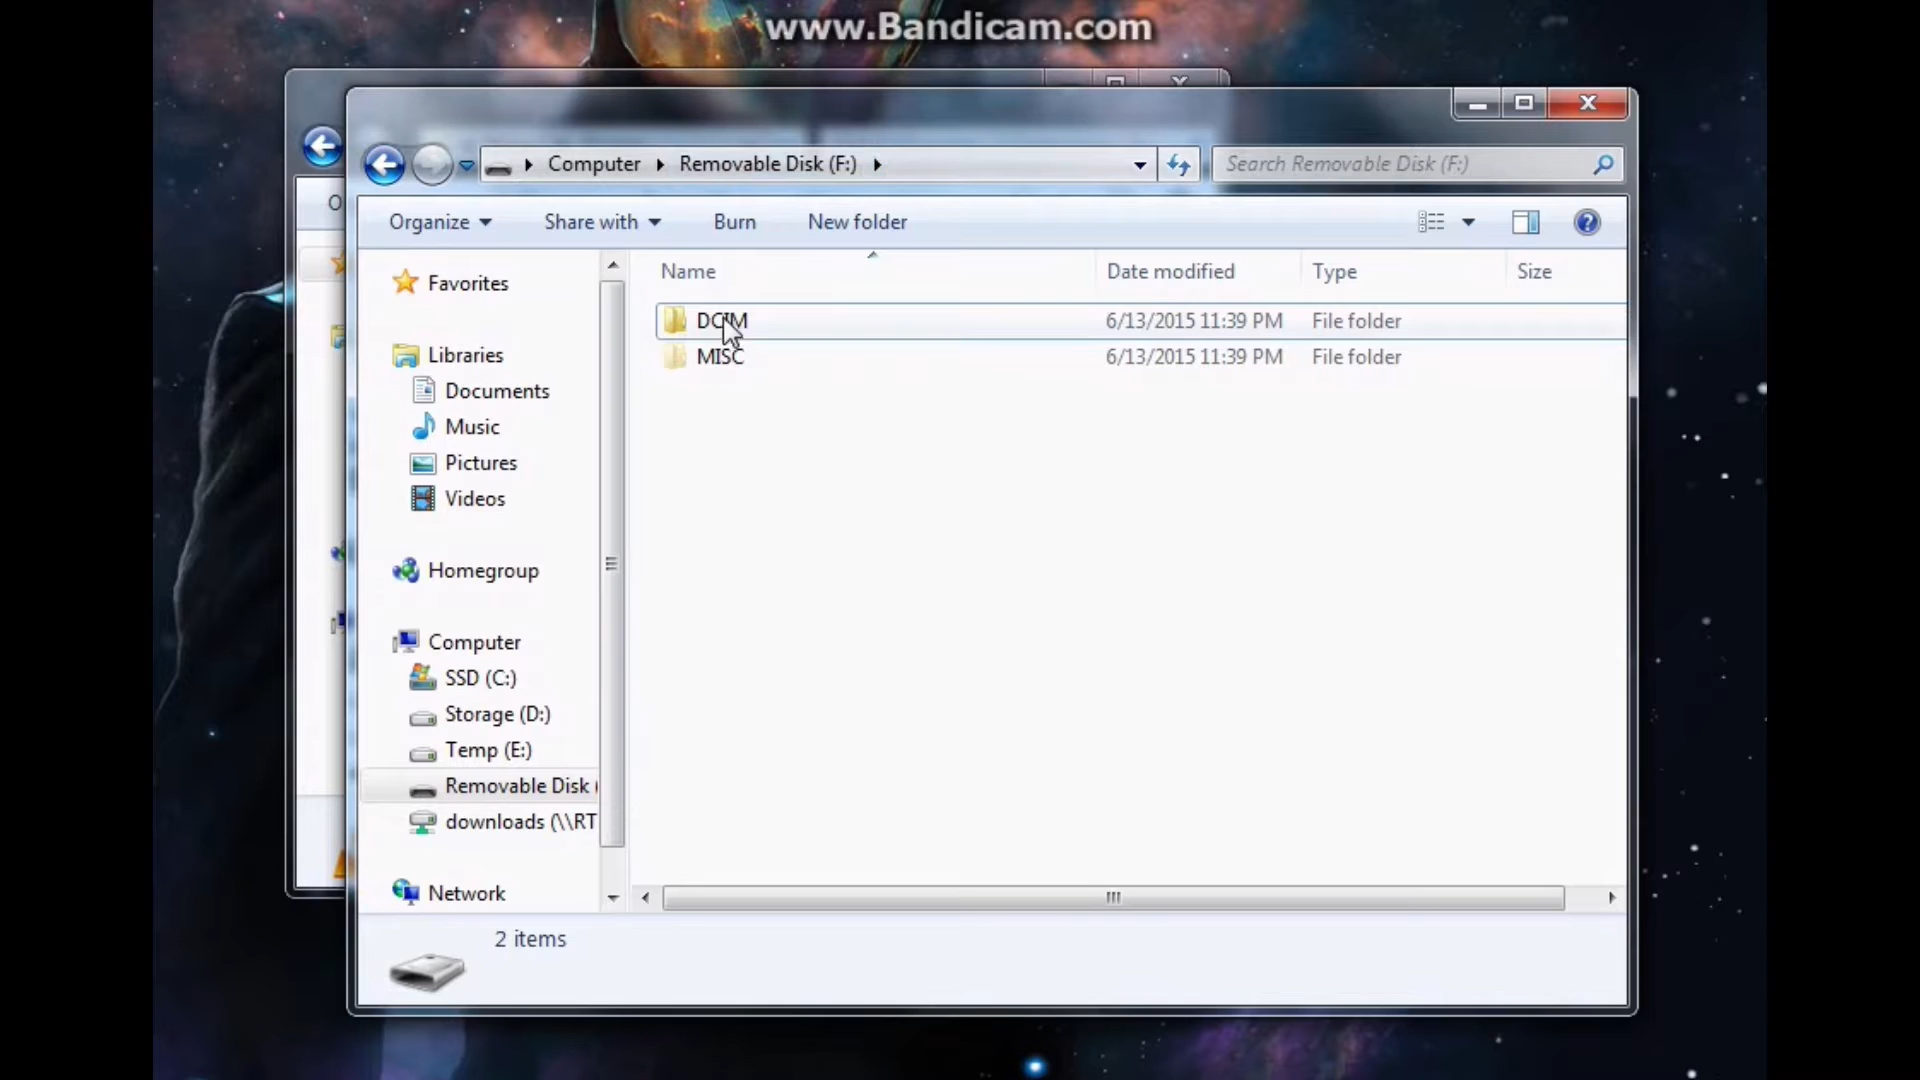 www.Bandicam.com
Computer
Removable Disk (F:)
Search Removable Disk (F:)
O
Organize
Share with
Burn
New folder
Name
Date modified
Type
Size
Favorites
Libraries
Documents
Music
Pictures
Videos
Homegroup
Computer
SSD (C:)
Storage (D:)
Temp (E:)
Removable Disk (
downloads (\\RT
Network
DCIM 6/13/2015 11:39 PM File folder
MISC 6/13/2015 11:39 PM File folder
2 items